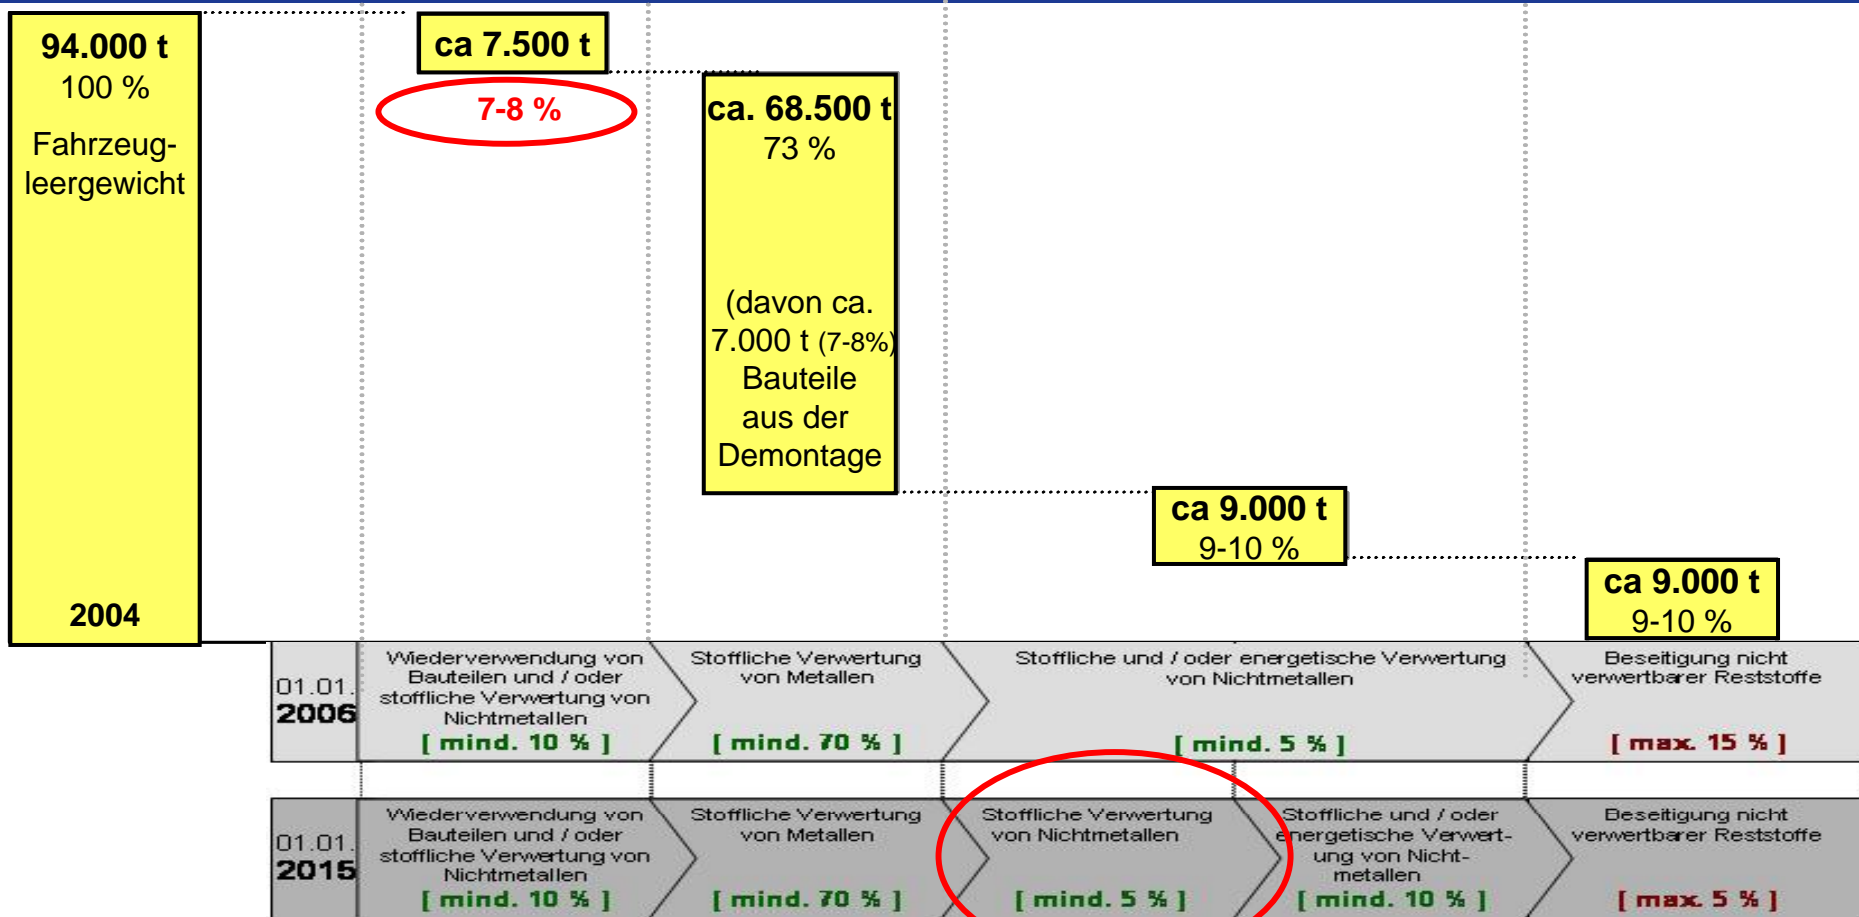 94.000 t
100 %
Fahrzeug-
leergewicht
2004
ca 7.500 t
7-8 %
ca. 68.500 t
73 %
(davon ca.
7.000 t (7-8%)
Bauteile
aus der
Demontage
ca 9.000 t
9-10 %
ca 9.000 t
9-10 %
01.01.
2006
Wiederverwendung von
Bauteilen und / oder
stoffliche Verwertung von
Nichtmetallen
[ mind. 10 % ]
Stoffliche Verwertung
von Metallen
[ mind. 70 % ]
Stoffliche und / oder energetische Verwertung
von Nichtmetallen
[ mind. 5 % ]
Beseitigung nicht
verwertbarer Reststoffe
[ max. 15 % ]
01.01.
2015
Wiederverwendung von
Bauteilen und / oder
stoffliche Verwertung von
Nichtmetallen
[ mind. 10 % ]
Stoffliche Verwertung
von Metallen
[ mind. 70 % ]
Stoffliche Verwertung
von Nichtmetallen
[ mind. 5 % ]
Stoffliche und / oder
energetische Verwert-
ung von Nicht-
metallen
[ mind. 10 % ]
Beseitigung nicht
verwertbarer Reststoffe
[ max. 5 % ]